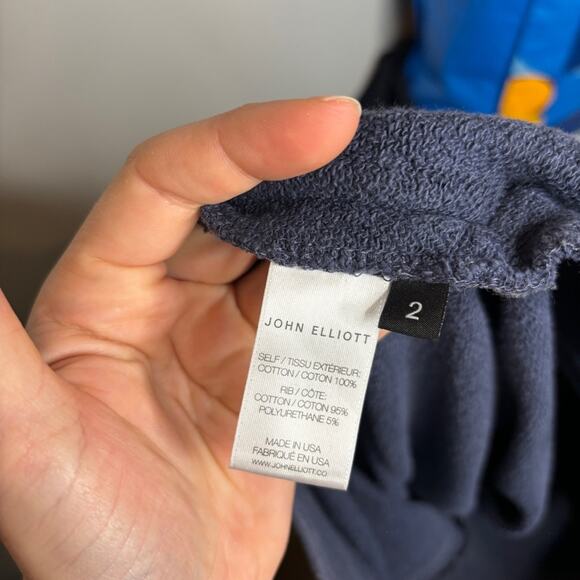 JOHN ELLIOTT
SELF / TISSU EXTÉRIEUR:
COTTON / COTON 100%
RIB / CÔTE:
COTTON / COTON 95%
POLYURETHANE 5%
MADE IN USA
FABRIQUÉ EN USA
WWW.JOHNELLIOTT.CO
2